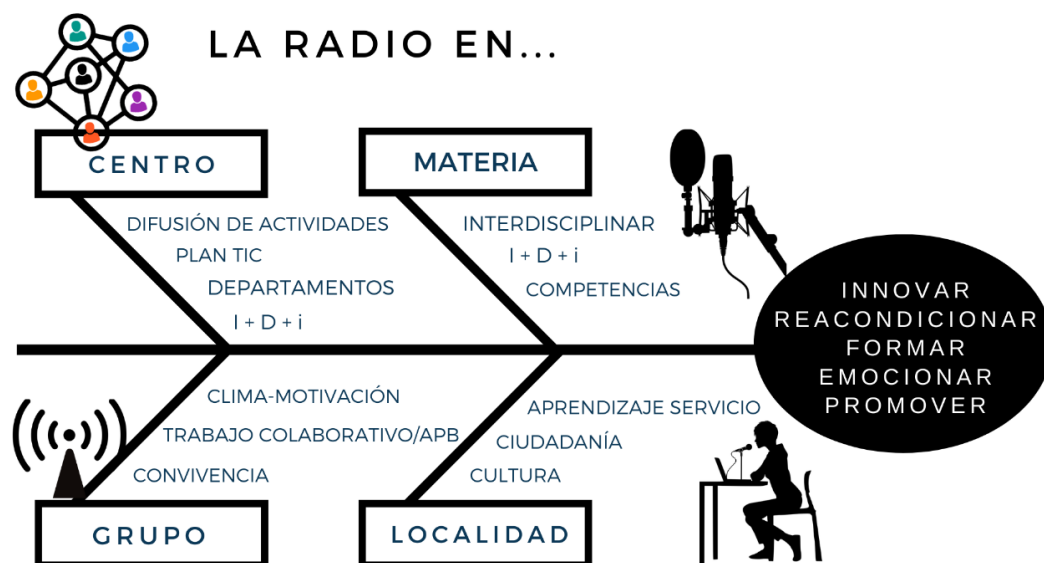 LA RADIO EN...
CENTRO
DIFUSIÓN DE ACTIVIDADES
PLAN TIC
DEPARTAMENTOS
I + D + i
MATERIA
INTERDISCIPLINAR
I + D + i
COMPETENCIAS
INNOVAR
REACONDICIONAR
FORMAR
EMOCIONAR
PROMOVER
CLIMA-MOTIVACIÓN
TRABAJO COLABORATIVO/APB
CONVIVENCIA
GRUPO
APRENDIZAJE SERVICIO
CIUDADANÍA
CULTURA
LOCALIDAD